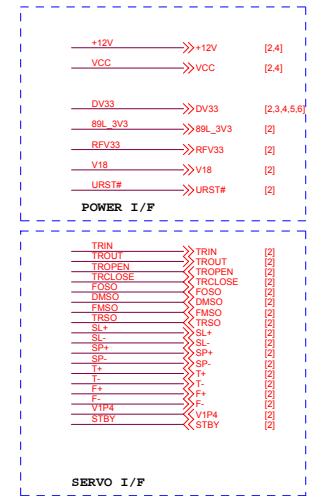 +12V +12V [2,4]
VCC VCC [2,4]
DV33 DV33 [2,3,4,5,6]
89L_3V3 89L_3V3 [2]
RFV33 RFV33 [2]
V18 V18 [2]
URST# URST# [2]
POWER I/F
TRIN TRIN [2]
TROUT TROUT [2]
TROPEN TROPEN [2]
TRCLOSE TRCLOSE [2]
FOSO FOSO [2]
DMSO DMSO [2]
FMSO FMSO [2]
TRSO TRSO [2]
SL+ SL+ [2]
SL- SL- [2]
SP+ SP+ [2]
SP- SP- [2]
T+ T+ [2]
T- T- [2]
F+ F+ [2]
F- F- [2]
V1P4 V1P4 [2]
STBY STBY [2]
SERVO I/F